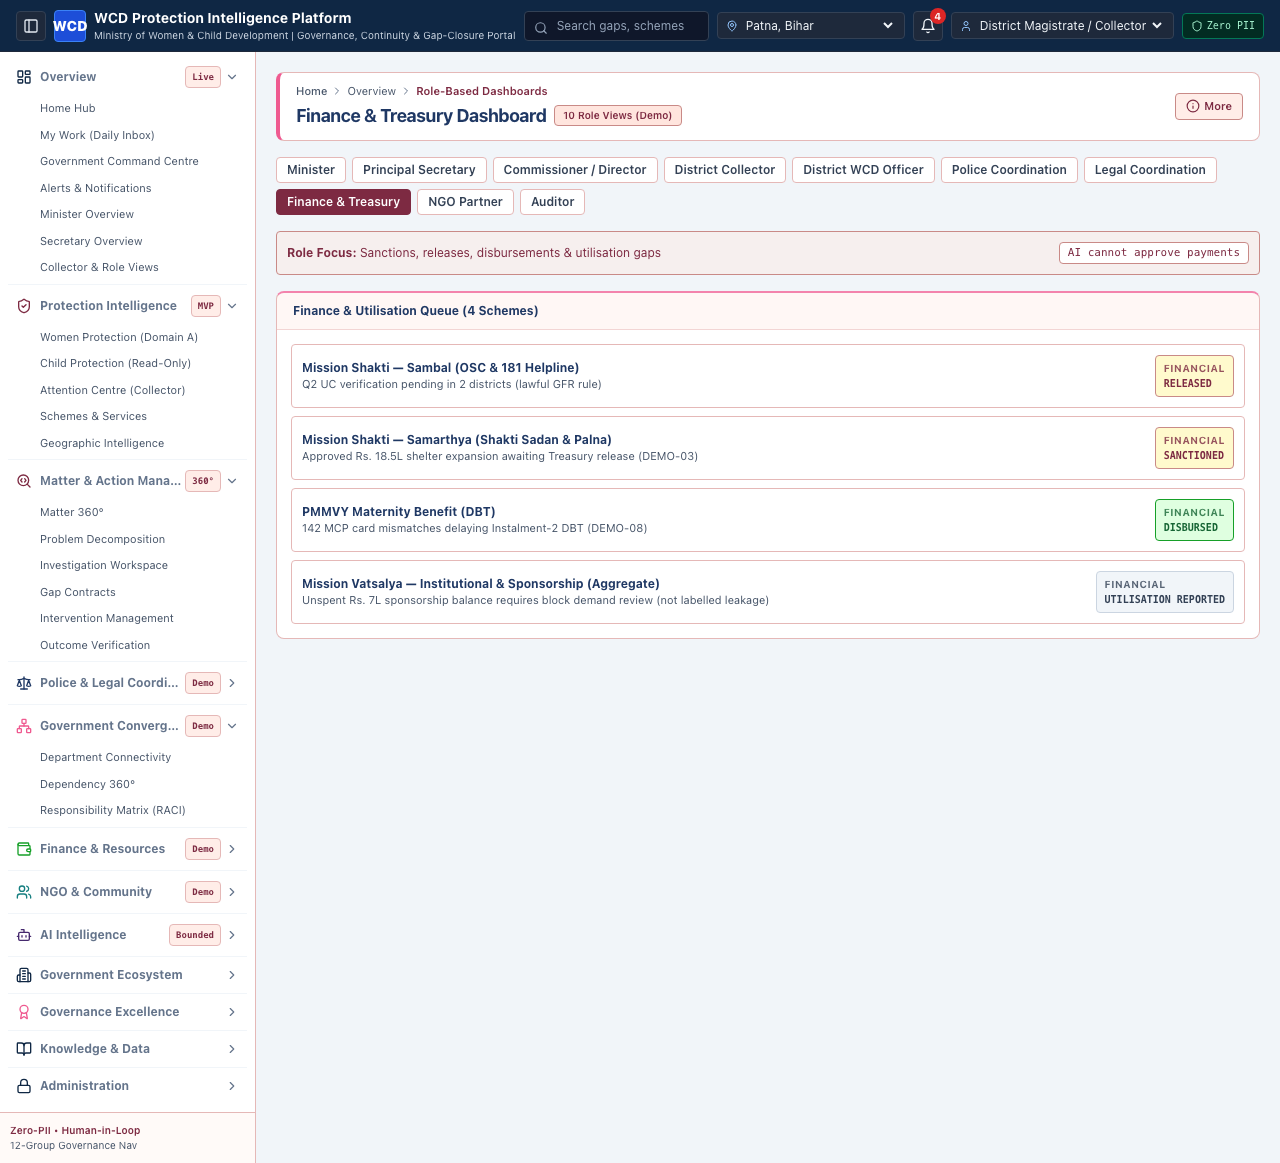 WCD
WCD Protection Intelligence Platform
Ministry of Women & Child Development | Governance, Continuity & Gap-Closure Portal
Search gaps, schemes
Patna, Bihar
4
District Magistrate / Collector
Zero PII
Overview
Live
Home Hub
My Work (Daily Inbox)
Government Command Centre
Alerts & Notifications
Minister Overview
Secretary Overview
Collector & Role Views
Protection Intelligence
MVP
Women Protection (Domain A)
Child Protection (Read-Only)
Attention Centre (Collector)
Schemes & Services
Geographic Intelligence
Matter & Action Mana...
360°
Matter 360°
Problem Decomposition
Investigation Workspace
Gap Contracts
Intervention Management
Outcome Verification
Police & Legal Coordi...
Demo
Government Converg...
Demo
Department Connectivity
Dependency 360°
Responsibility Matrix (RACI)
Finance & Resources
Demo
NGO & Community
Demo
AI Intelligence
Bounded
Government Ecosystem
Governance Excellence
Knowledge & Data
Administration
Zero-PII • Human-in-Loop
12-Group Governance Nav
Home > Overview > Role-Based Dashboards
Finance & Treasury Dashboard
10 Role Views (Demo)
More
Minister
Principal Secretary
Commissioner / Director
District Collector
District WCD Officer
Police Coordination
Legal Coordination
Finance & Treasury
NGO Partner
Auditor
Role Focus: Sanctions, releases, disbursements & utilisation gaps
AI cannot approve payments
Finance & Utilisation Queue (4 Schemes)
Mission Shakti — Sambal (OSC & 181 Helpline)
Q2 UC verification pending in 2 districts (lawful GFR rule)
FINANCIAL
RELEASED
Mission Shakti — Samarthya (Shakti Sadan & Palna)
Approved Rs. 18.5L shelter expansion awaiting Treasury release (DEMO-03)
FINANCIAL
SANCTIONED
PMMVY Maternity Benefit (DBT)
142 MCP card mismatches delaying Instalment-2 DBT (DEMO-08)
FINANCIAL
DISBURSED
Mission Vatsalya — Institutional & Sponsorship (Aggregate)
Unspent Rs. 7L sponsorship balance requires block demand review (not labelled leakage)
FINANCIAL
UTILISATION REPORTED